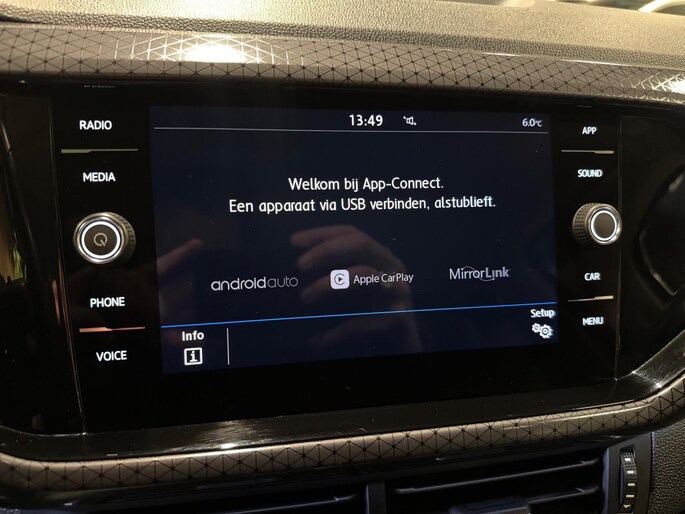 RADIO
MEDIA
PHONE
VOICE
13:49
6.0°C
Welkom bij App-Connect.
Een apparaat via USB verbinden, alstublieft.
androidauto
Apple CarPlay
MirrorLink
Info
Setup
APP
SOUND
CAR
MENU